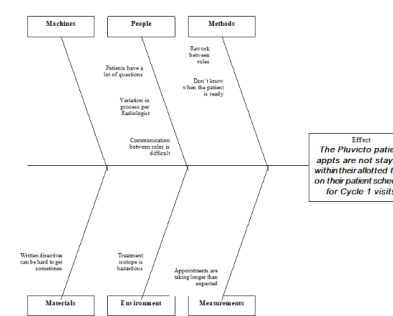 Machines
People
Methods
Rework
between
roles
Patients have a
lot of questions
Don't know
when the patient
is ready
Variation in
process per
Radiologist
Communication
between roles is
difficult
Effect
The Pluvicto patie
appts are not stay
within their allotted t
on their patient sched
for Cycle 1 visits
Written directives
can be hard to get
sometimes
Treatment
isotope is
hazardous
Appointments are
taking longer than
expected
Materials
Environment
Measurements